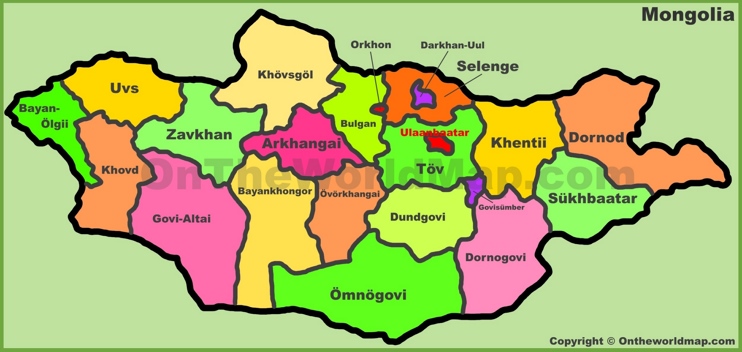 Mongolia
Orkhon
Darkhan-Uul
Selenge
Khövsgöl
Uvs
Bayan-
Ölgii
Zavkhan
Bulgan
Ulaanbaatar
Arkhangai
Khentii
Dornod
Khovd
Töv
OnTheWorldMap.com
Bayankhongor
Övörkhangai
Sükhbaatar
Govisümber
Govi-Altai
Dundgovi
Dornogovi
Ömnögovi
Copyright © Ontheworldmap.com